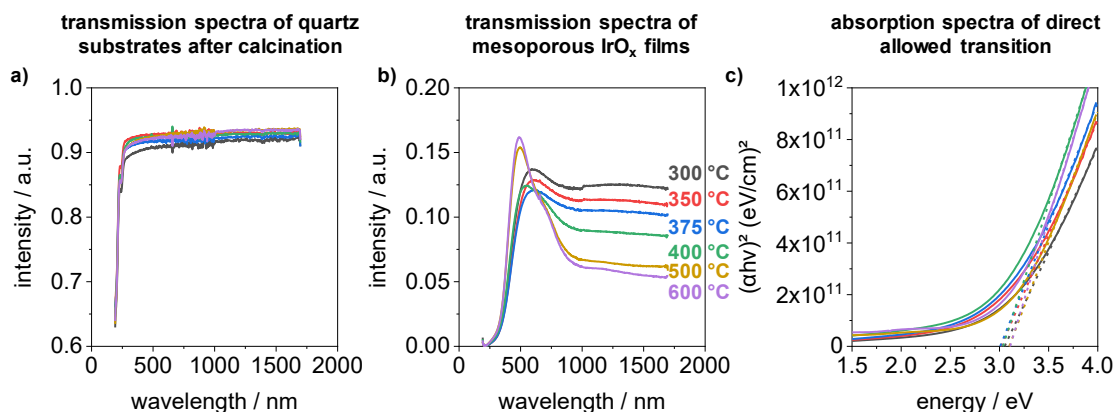 transmission spectra of quartz
substrates after calcination
transmission spectra of
mesoporous IrOₓ films
absorption spectra of direct
allowed transition
a)
1.0
0.9
0.8
0.7
0.6
0
500
1000
1500
2000
intensity / a.u.
wavelength / nm
b)
0.20
0.15
0.10
0.05
0.00
0
500
1000
1500
2000
intensity / a.u.
wavelength / nm
300 °C
350 °C
375 °C
400 °C
500 °C
600 °C
c)
1x10¹²
8x10¹¹
6x10¹¹
4x10¹¹
2x10¹¹
0
1.5
2.0
2.5
3.0
3.5
4.0
(αhν)² (eV/cm)²
energy / eV